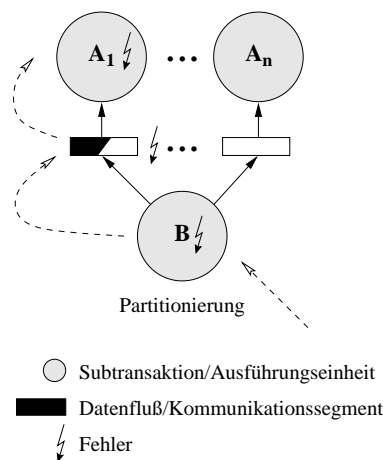 A1 ... An
...
B
Partitionierung
Subtransaktion/Ausführungseinheit
Datenfluß/Kommunikationssegment
Fehler